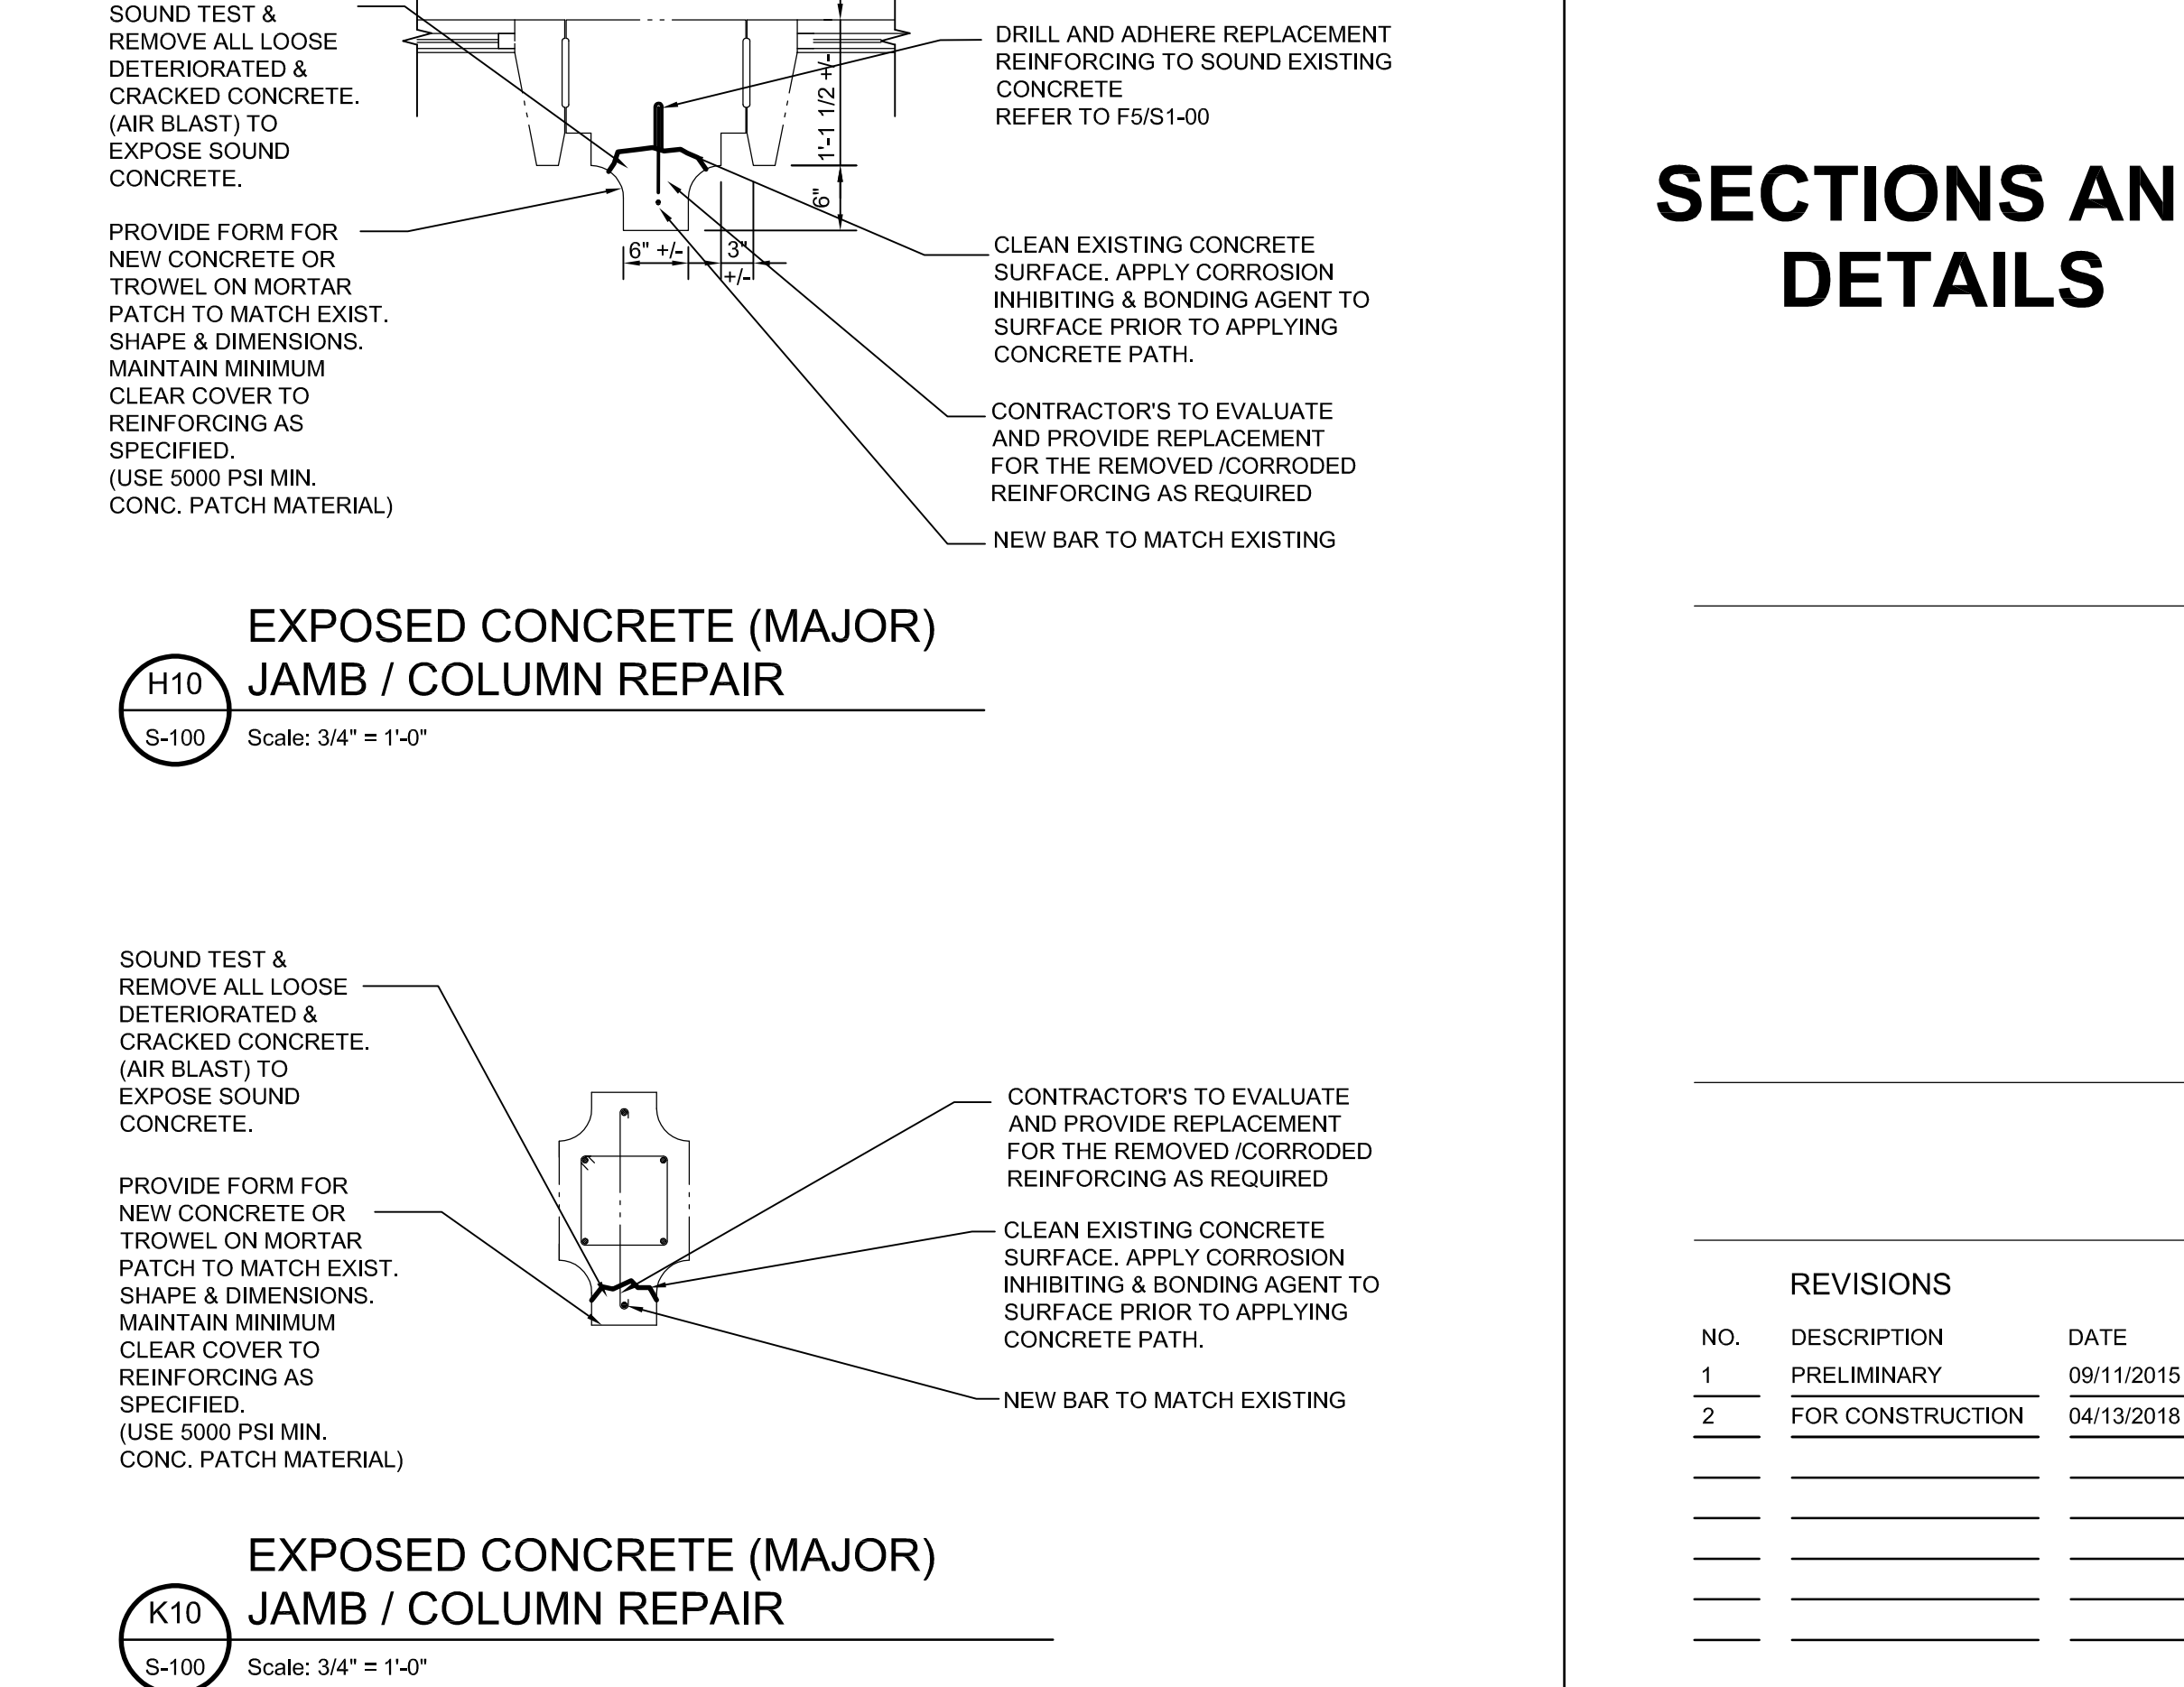 SOUND TEST &
REMOVE ALL LOOSE
DETERIORATED &
CRACKED CONCRETE.
(AIR BLAST) TO
EXPOSE SOUND
CONCRETE.
PROVIDE FORM FOR
NEW CONCRETE OR
TROWEL ON MORTAR
PATCH TO MATCH EXIST.
SHAPE & DIMENSIONS.
MAINTAIN MINIMUM
CLEAR COVER TO
REINFORCING AS
SPECIFIED.
(USE 5000 PSI MIN.
CONC. PATCH MATERIAL)
1'-1 1/2 +/-
6"
6" +/-
3"
+/-
DRILL AND ADHERE REPLACEMENT
REINFORCING TO SOUND EXISTING
CONCRETE
REFER TO F5/S1-00
CLEAN EXISTING CONCRETE
SURFACE. APPLY CORROSION
INHIBITING & BONDING AGENT TO
SURFACE PRIOR TO APPLYING
CONCRETE PATH.
CONTRACTOR'S TO EVALUATE
AND PROVIDE REPLACEMENT
FOR THE REMOVED /CORRODED
REINFORCING AS REQUIRED
NEW BAR TO MATCH EXISTING
EXPOSED CONCRETE (MAJOR)
JAMB / COLUMN REPAIR
H10
S-100
Scale: 3/4" = 1'-0"
SOUND TEST &
REMOVE ALL LOOSE
DETERIORATED &
CRACKED CONCRETE.
(AIR BLAST) TO
EXPOSE SOUND
CONCRETE.
PROVIDE FORM FOR
NEW CONCRETE OR
TROWEL ON MORTAR
PATCH TO MATCH EXIST.
SHAPE & DIMENSIONS.
MAINTAIN MINIMUM
CLEAR COVER TO
REINFORCING AS
SPECIFIED.
(USE 5000 PSI MIN.
CONC. PATCH MATERIAL)
CONTRACTOR'S TO EVALUATE
AND PROVIDE REPLACEMENT
FOR THE REMOVED /CORRODED
REINFORCING AS REQUIRED
CLEAN EXISTING CONCRETE
SURFACE. APPLY CORROSION
INHIBITING & BONDING AGENT TO
SURFACE PRIOR TO APPLYING
CONCRETE PATH.
NEW BAR TO MATCH EXISTING
EXPOSED CONCRETE (MAJOR)
JAMB / COLUMN REPAIR
K10
S-100
Scale: 3/4" = 1'-0"
SECTIONS AN
DETAILS
REVISIONS
NO. DESCRIPTION DATE
1 PRELIMINARY 09/11/2015
2 FOR CONSTRUCTION 04/13/2018